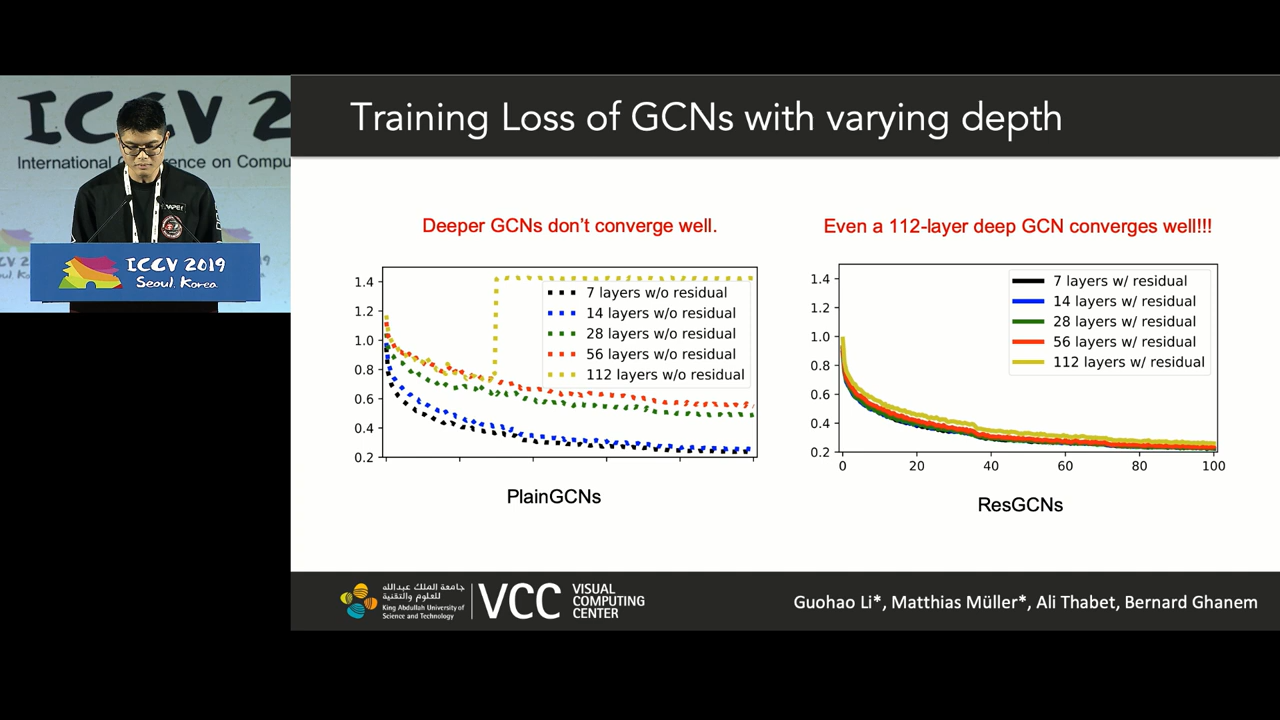 ICCV 2
International Conference on Compu
ICCV 2019
Seoul, Korea
Training Loss of GCNs with varying depth
Deeper GCNs don't converge well.
1.4
1.2
1.0
0.8
0.6
0.4
0.2
7 layers w/o residual
14 layers w/o residual
28 layers w/o residual
56 layers w/o residual
112 layers w/o residual
PlainGCNs
Even a 112-layer deep GCN converges well!!!
1.4
1.2
1.0
0.8
0.6
0.4
0.2
7 layers w/ residual
14 layers w/ residual
28 layers w/ residual
56 layers w/ residual
112 layers w/ residual
0 20 40 60 80 100
ResGCNs
جامعة الملك عبدالله
للعلوم والتقنية
King Abdullah University of
Science and Technology
VCC
VISUAL
COMPUTING
CENTER
Guohao Li*, Matthias Müller*, Ali Thabet, Bernard Ghanem